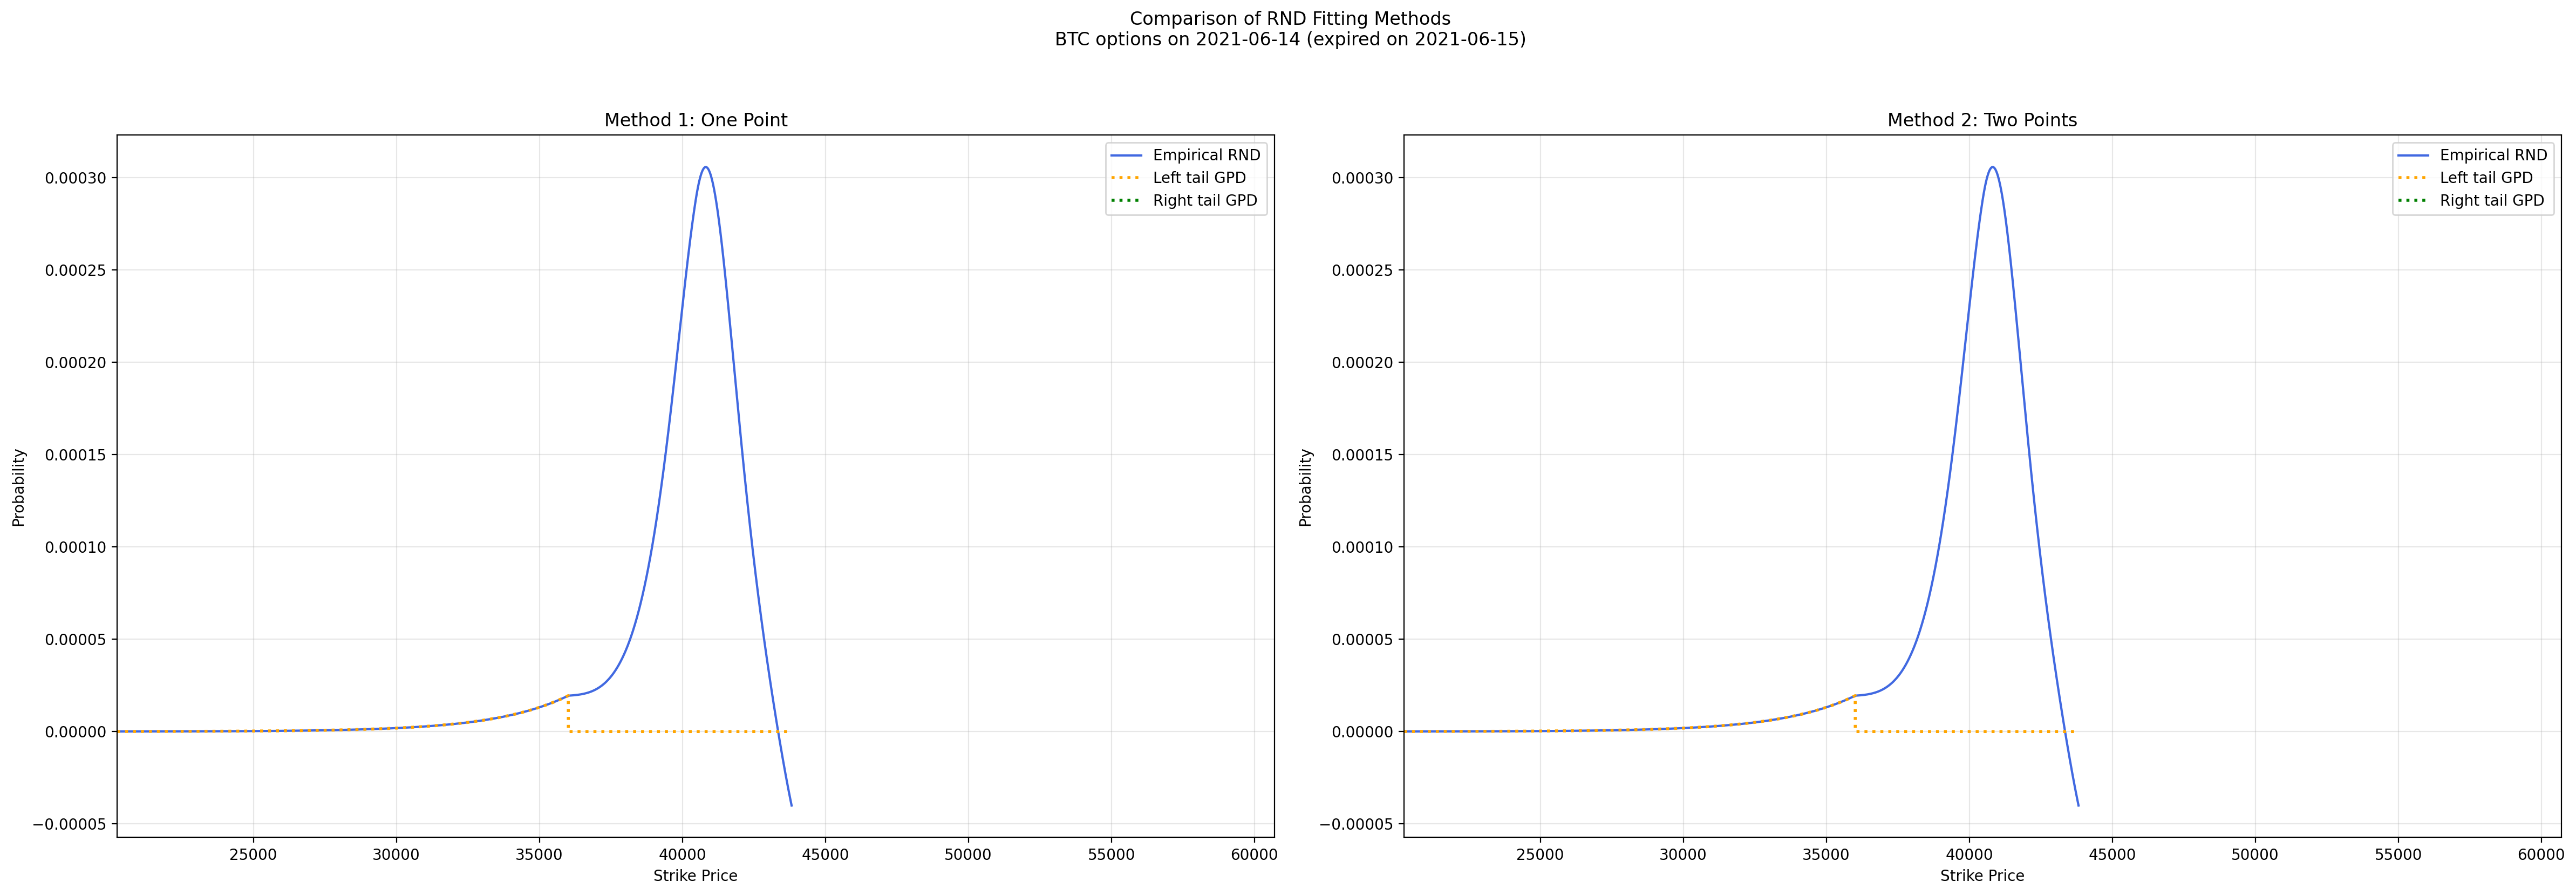 Comparison of RND Fitting Methods
BTC options on 2021-06-14 (expired on 2021-06-15)
Method 1: One Point
Empirical RND
Left tail GPD
Right tail GPD
0.00030
0.00025
0.00020
0.00015
0.00010
0.00005
0.00000
−0.00005
Probability
25000 30000 35000 40000 45000 50000 55000 60000
Strike Price
Method 2: Two Points
Empirical RND
Left tail GPD
Right tail GPD
0.00030
0.00025
0.00020
0.00015
0.00010
0.00005
0.00000
−0.00005
Probability
25000 30000 35000 40000 45000 50000 55000 60000
Strike Price